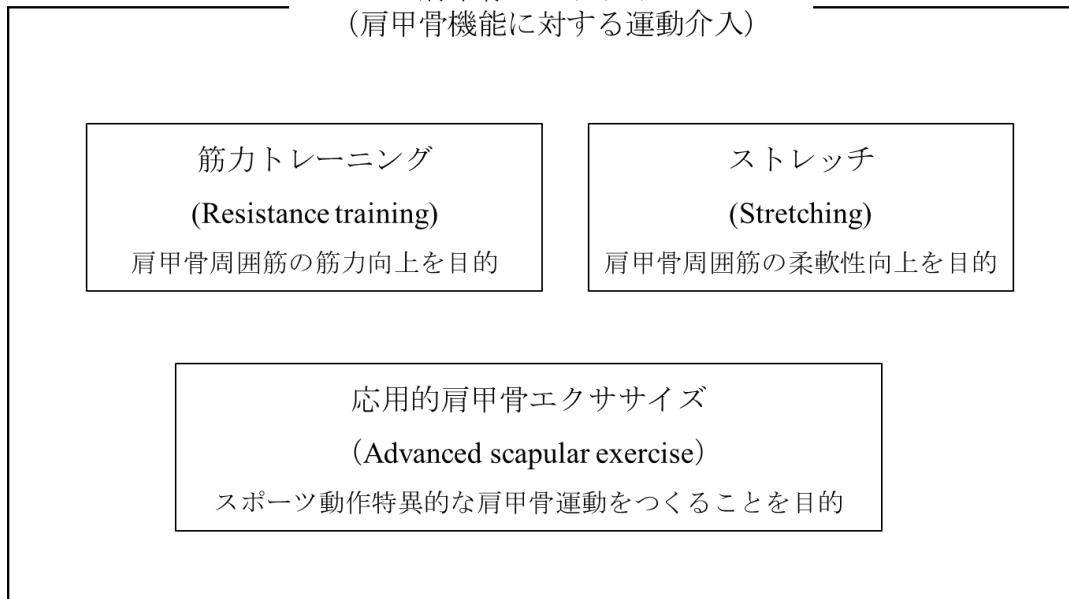 (肩甲骨機能に対する運動介入)
筋力トレーニング
(Resistance training)
肩甲骨周囲筋の筋力向上を目的
ストレッチ
(Stretching)
肩甲骨周囲筋の柔軟性向上を目的
応用的肩甲骨エクササイズ
（Advanced scapular exercise）
スポーツ動作特異的な肩甲骨運動をつくることを目的